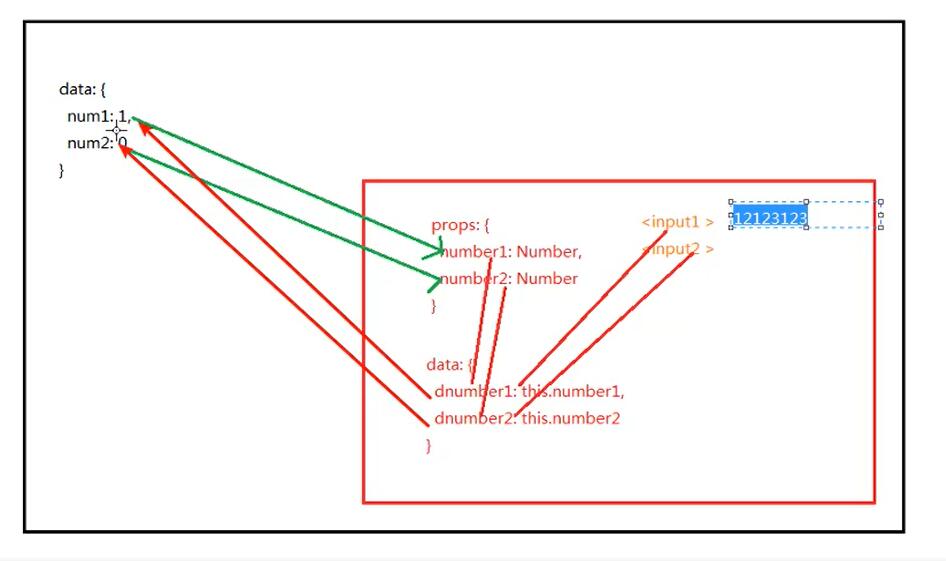 data: {
num1: 1,
num2: 0
}
props: {
number1: Number,
number2: Number
}
<input1 >
<input2 >
12123123
data: {
dnumber1: this.number1,
dnumber2: this.number2
}